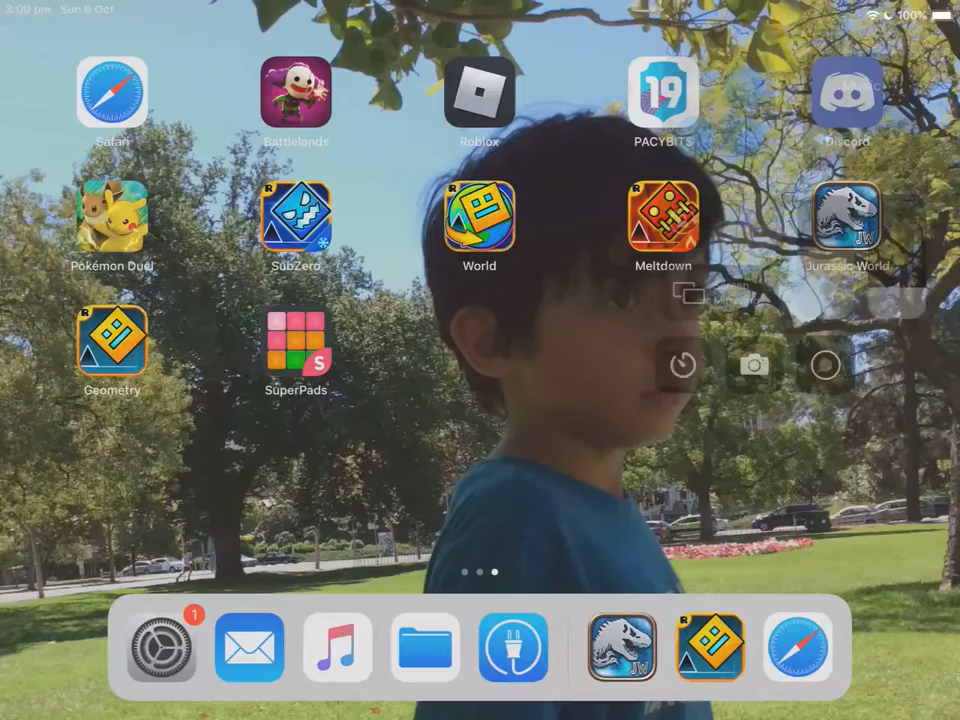 3:00 pm Sun 6 Oct
100%
19
Safari
Battlelands
Roblox
PACYBITS
Discord
Pokémon Duel
SubZero
World
Meltdown
Jurassic World
JW
Geometry
SuperPads
S
1
JW